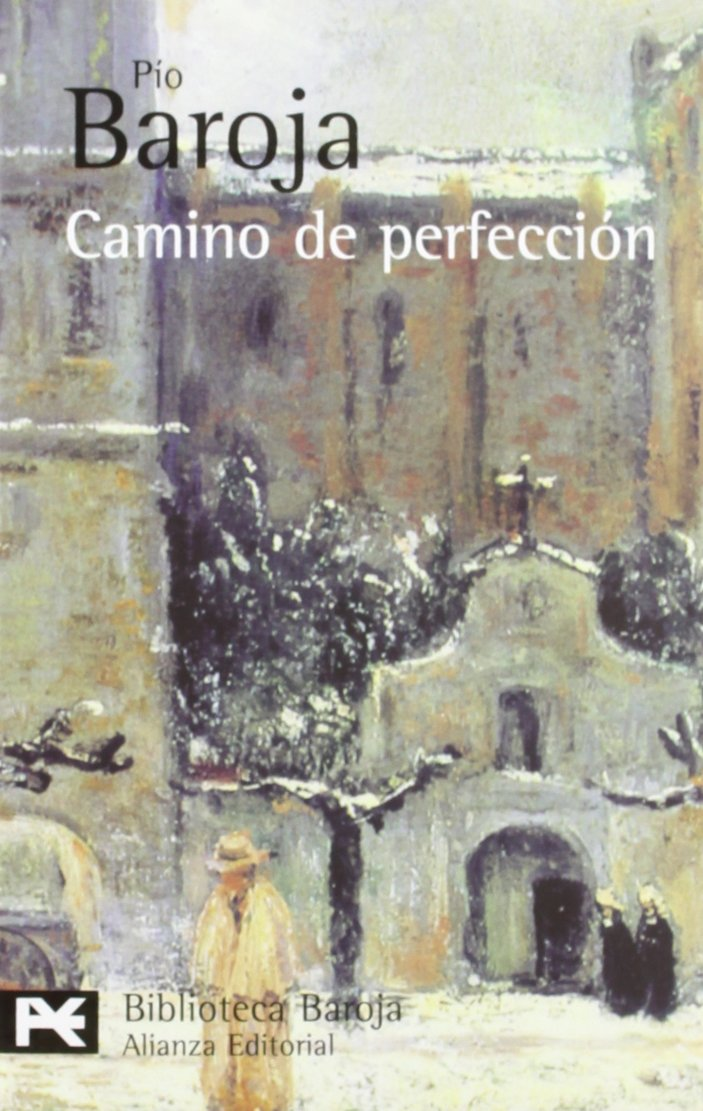 Pío
Baroja
Camino de perfección
Biblioteca Baroja
Alianza Editorial